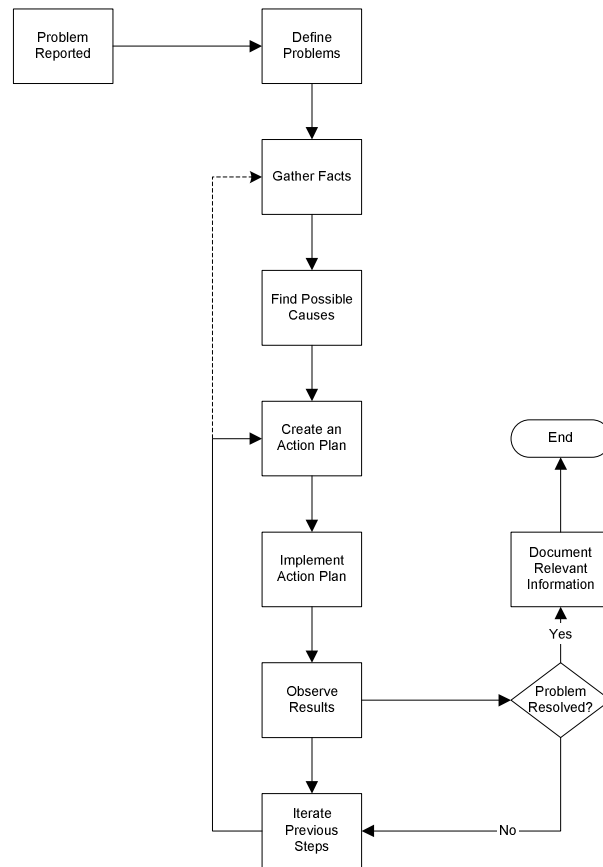 Problem
Reported
Define
Problems
Gather Facts
Find Possible
Causes
Create an
Action Plan
End
Implement
Action Plan
Document
Relevant
Information
Yes
Observe
Results
Problem
Resolved?
Iterate
Previous
Steps
No